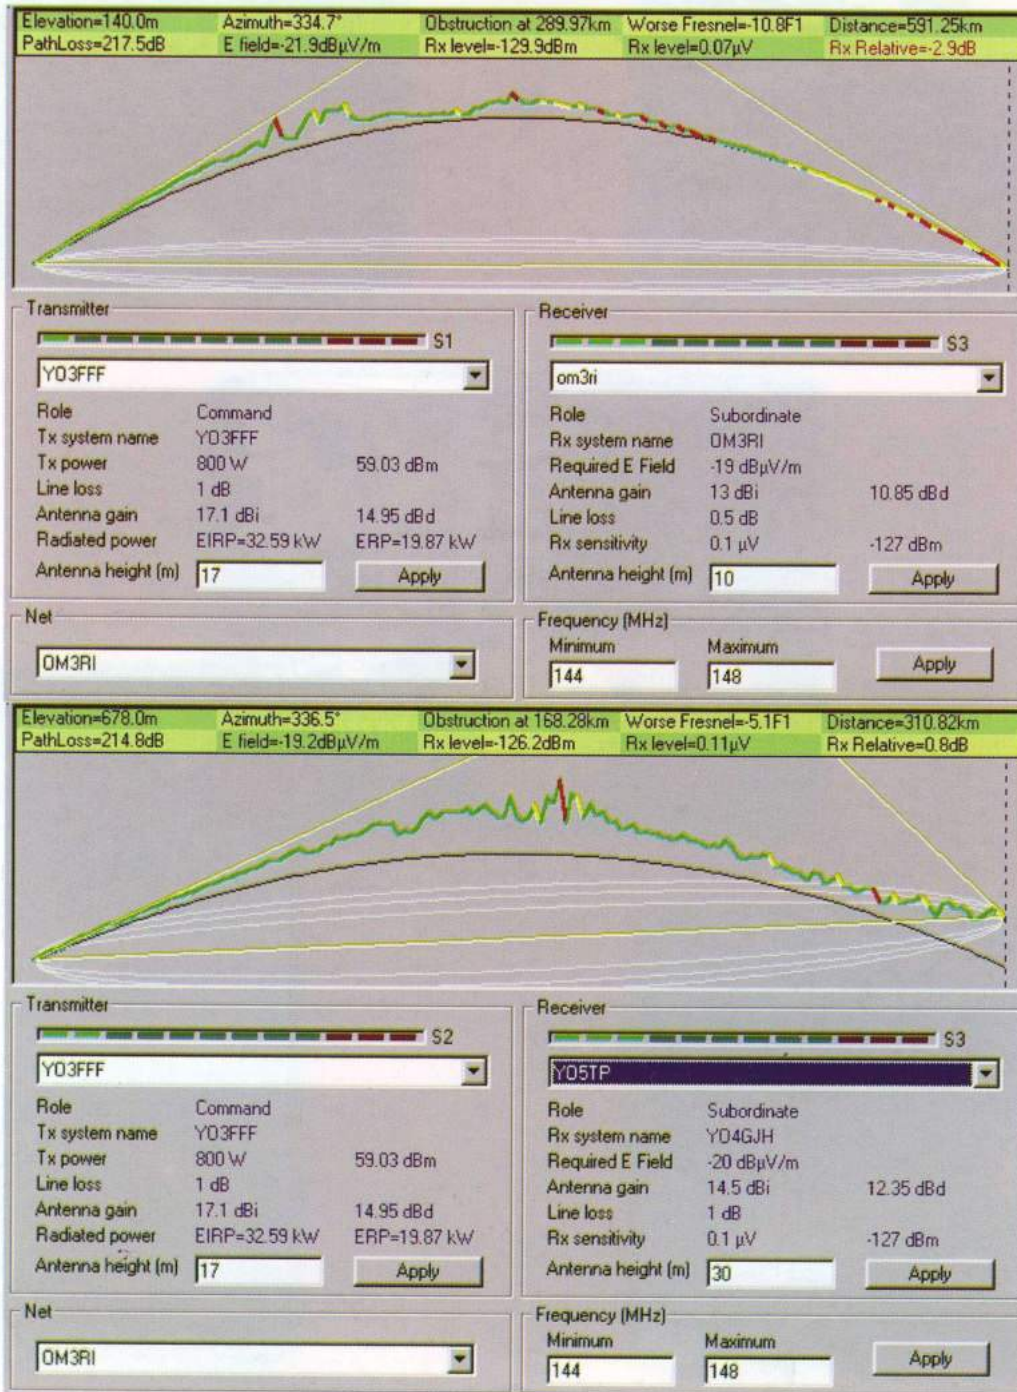 Elevation=140.0m Azimuth=334.7° Obstruction at 289.97km Worse Fresnel=-10.8F1 Distance=591.25km
PathLoss=217.5dB E field=-21.9dBμV/m Rx level=-129.9dBm Rx level=0.07μV Rx Relative=-2.9dB
Transmitter
S1
YO3FFF
Role Command
Tx system name YO3FFF
Tx power 800 W 59.03 dBm
Line loss 1 dB
Antenna gain 17.1 dBi 14.95 dBd
Radiated power EIRP=32.59 kW ERP=19.87 kW
Antenna height (m) 17 Apply
Receiver
S3
om3ri
Role Subordinate
Rx system name OM3RI
Required E Field -19 dBμV/m
Antenna gain 13 dBi 10.85 dBd
Line loss 0.5 dB
Rx sensitivity 0.1 μV -127 dBm
Antenna height (m) 10 Apply
Net
OM3RI
Frequency (MHz)
Minimum Maximum
144 148 Apply
Elevation=678.0m Azimuth=336.5° Obstruction at 168.28km Worse Fresnel=-5.1F1 Distance=310.82km
PathLoss=214.8dB E field=-19.2dBμV/m Rx level=-126.2dBm Rx level=0.11μV Rx Relative=0.8dB
Transmitter
S2
YO3FFF
Role Command
Tx system name YO3FFF
Tx power 800 W 59.03 dBm
Line loss 1 dB
Antenna gain 17.1 dBi 14.95 dBd
Radiated power EIRP=32.59 kW ERP=19.87 kW
Antenna height (m) 17 Apply
Receiver
S3
YO5TP
Role Subordinate
Rx system name YO4GJH
Required E Field -20 dBμV/m
Antenna gain 14.5 dBi 12.35 dBd
Line loss 1 dB
Rx sensitivity 0.1 μV -127 dBm
Antenna height (m) 30 Apply
Net
OM3RI
Frequency (MHz)
Minimum Maximum
144 148 Apply